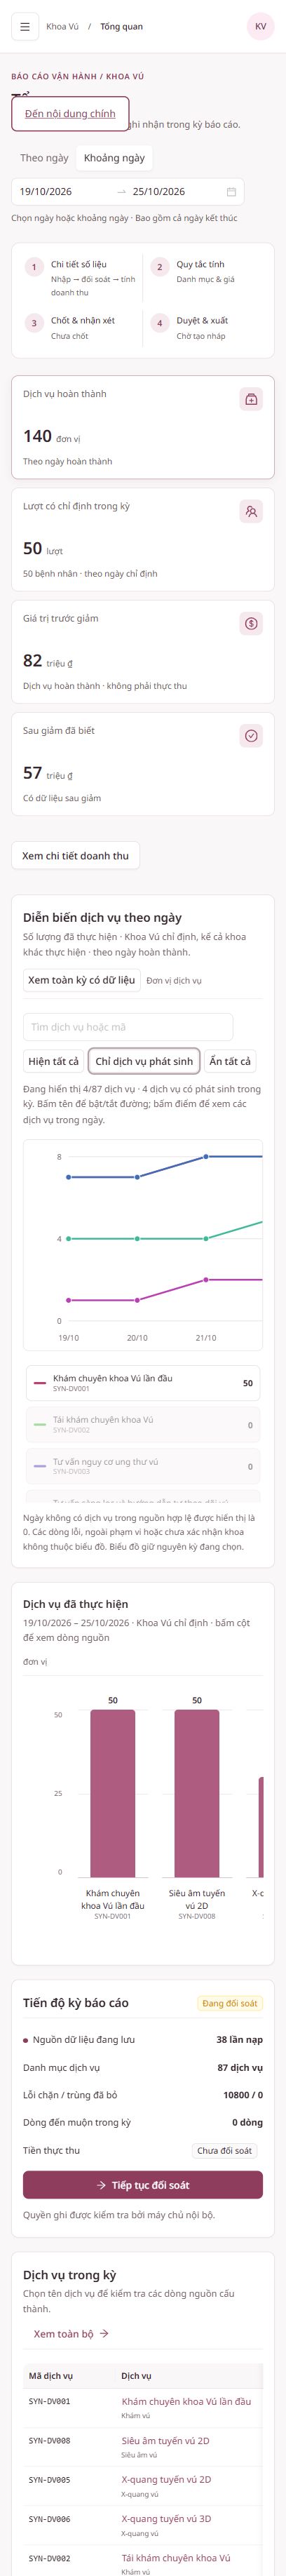 Khoa Vú / Tổng quan
KV
BÁO CÁO VẬN HÀNH / KHOA VÚ
Đến nội dung chính
ghi nhận trong kỳ báo cáo.
Theo ngày
Khoảng ngày
19/10/2026
25/10/2026
Chọn ngày hoặc khoảng ngày · Bao gồm cả ngày kết thúc
1
Chi tiết số liệu
Nhập → đối soát → tính
doanh thu
2
Quy tắc tính
Danh mục & giá
3
Chốt & nhận xét
Chưa chốt
4
Duyệt & xuất
Chờ tạo nháp
Dịch vụ hoàn thành
140 đơn vị
Theo ngày hoàn thành
Lượt có chỉ định trong kỳ
50 lượt
50 bệnh nhân · theo ngày chỉ định
Giá trị trước giảm
82 triệu ₫
Dịch vụ hoàn thành · không phải thực thu
Sau giảm đã biết
57 triệu ₫
Có dữ liệu sau giảm
Xem chi tiết doanh thu
Diễn biến dịch vụ theo ngày
Số lượng đã thực hiện · Khoa Vú chỉ định, kể cả khoa
khác thực hiện · theo ngày hoàn thành.
Xem toàn kỳ có dữ liệu
Đơn vị dịch vụ
Tìm dịch vụ hoặc mã
Hiện tất cả
Chỉ dịch vụ phát sinh
Ẩn tất cả
Đang hiển thị 4/87 dịch vụ · 4 dịch vụ có phát sinh trong
kỳ. Bấm tên để bật/tắt đường; bấm điểm để xem các
dịch vụ trong ngày.
8
4
0
19/10
20/10
21/10
Khám chuyên khoa Vú lần đầu
SYN-DV001
50
Tái khám chuyên khoa Vú
SYN-DV002
0
Tư vấn nguy cơ ung thư vú
SYN-DV003
0
Ngày không có dịch vụ trong nguồn hợp lệ được hiển thị là
0. Các dòng lỗi, ngoài phạm vi hoặc chưa xác nhận khoa
không thuộc biểu đồ. Biểu đồ giữ nguyên kỳ đang chọn.
Dịch vụ đã thực hiện
19/10/2026 – 25/10/2026 · Khoa Vú chỉ định · bấm cột
để xem dòng nguồn
đơn vị
50
25
0
50
50
Khám chuyên
khoa Vú lần đầu
SYN-DV001
Siêu âm tuyến
vú 2D
SYN-DV008
Tiến độ kỳ báo cáo
Đang đối soát
Nguồn dữ liệu đang lưu
38 lần nạp
Danh mục dịch vụ
87 dịch vụ
Lỗi chặn / trùng đã bỏ
10800 / 0
Dòng đến muộn trong kỳ
0 dòng
Tiền thực thu
Chưa đối soát
→ Tiếp tục đối soát
Quyền ghi được kiểm tra bởi máy chủ nội bộ.
Dịch vụ trong kỳ
Chọn tên dịch vụ để kiểm tra các dòng nguồn cấu
thành.
Xem toàn bộ →
Mã dịch vụ
Dịch vụ
SYN-DV001
Khám chuyên khoa Vú lần đầu
Khám vú
SYN-DV008
Siêu âm tuyến vú 2D
Siêu âm vú
SYN-DV005
X-quang tuyến vú 2D
X-quang vú
SYN-DV006
X-quang tuyến vú 3D
X-quang vú
SYN-DV002
Tái khám chuyên khoa Vú
Khám vú